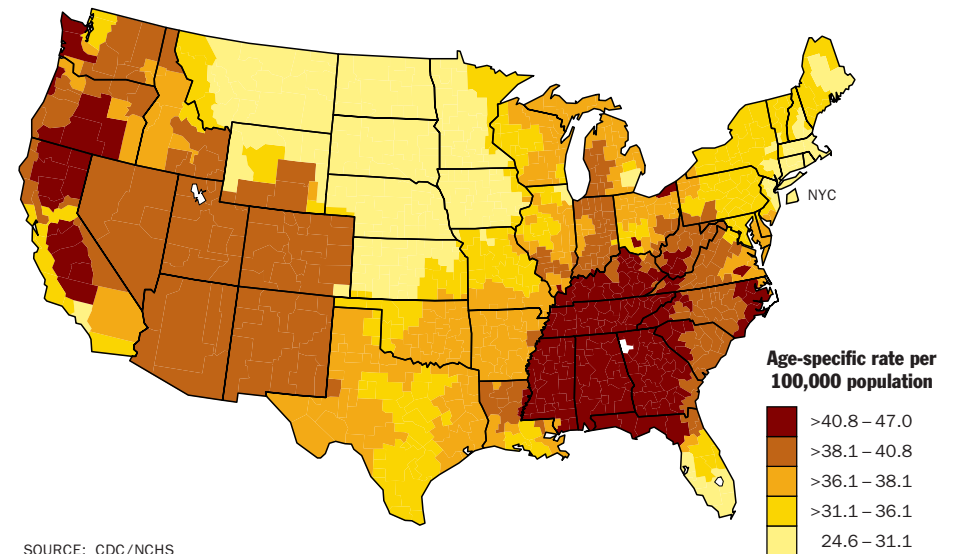 NYC
Age-specific rate per
100,000 population
>40.8 – 47.0
>38.1 – 40.8
>36.1 – 38.1
>31.1 – 36.1
24.6 – 31.1
SOURCE: CDC/NCHS